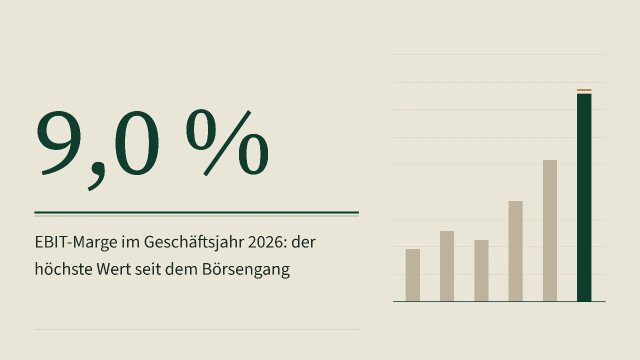 9,0 %
EBIT-Marge im Geschäftsjahr 2026: der
höchste Wert seit dem Börsengang